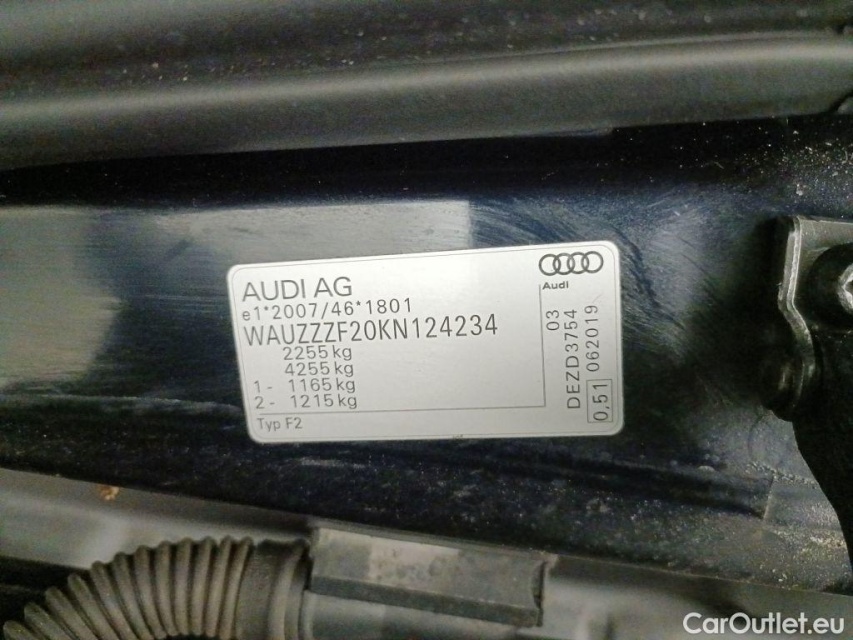 AUDI AG
e1*2007/46*1801
WAUZZZF20KN124234
2255 kg
4255 kg
1 - 1165 kg
2 - 1215 kg
Typ F2
Audi
03
DEZD3754
0,51 062019
CarOutlet.eu